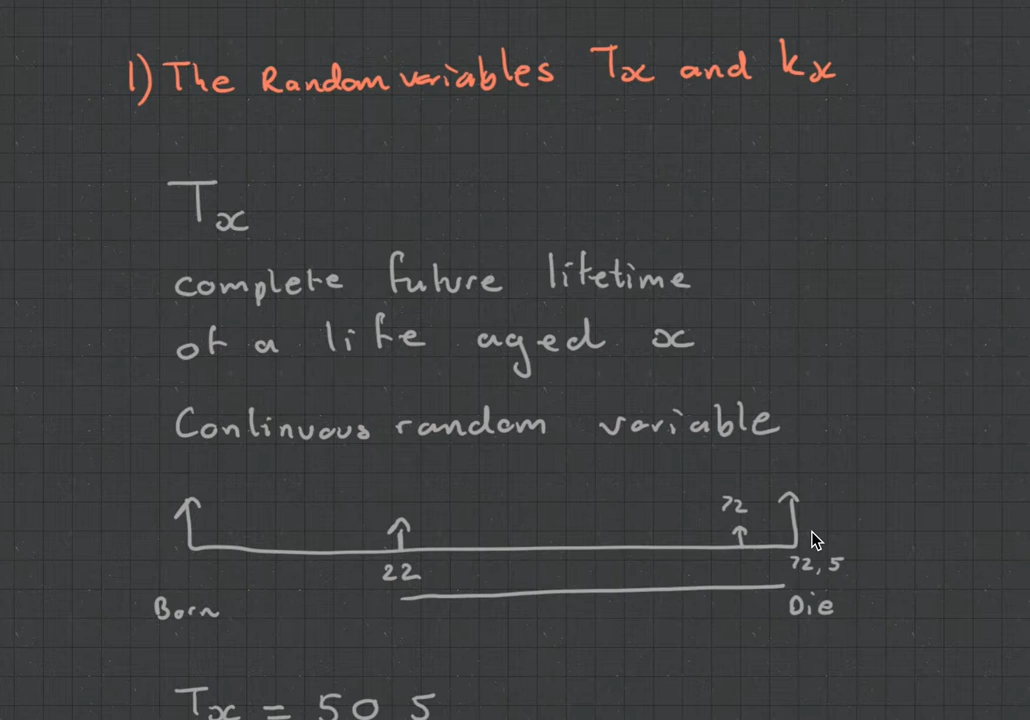 1) The Random variables Tx and kx
Tx
complete future lifetime
of a life aged x
Continuous random variable
72
22
72,5
Born
Die
Tx = 50 5